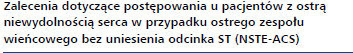 Zalecenia dotyczące postępowania u pacjentów z ostrą
niewydolnością serca w przypadku ostrego zespołu
wieńcowego bez uniesienia odcinka ST (NSTE-ACS)